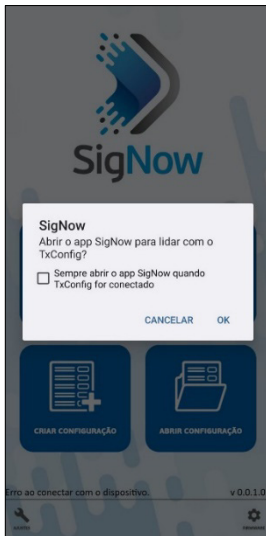 SigNow
SigNow
Abrir o app SigNow para lidar com o
TxConfig?
Sempre abrir o app SigNow quando
TxConfig for conectado
CANCELAR OK
CRIAR CONFIGURAÇÃO ABRIR CONFIGURAÇÃO
Erro ao conectar com o dispositivo. v 0.0.1.0